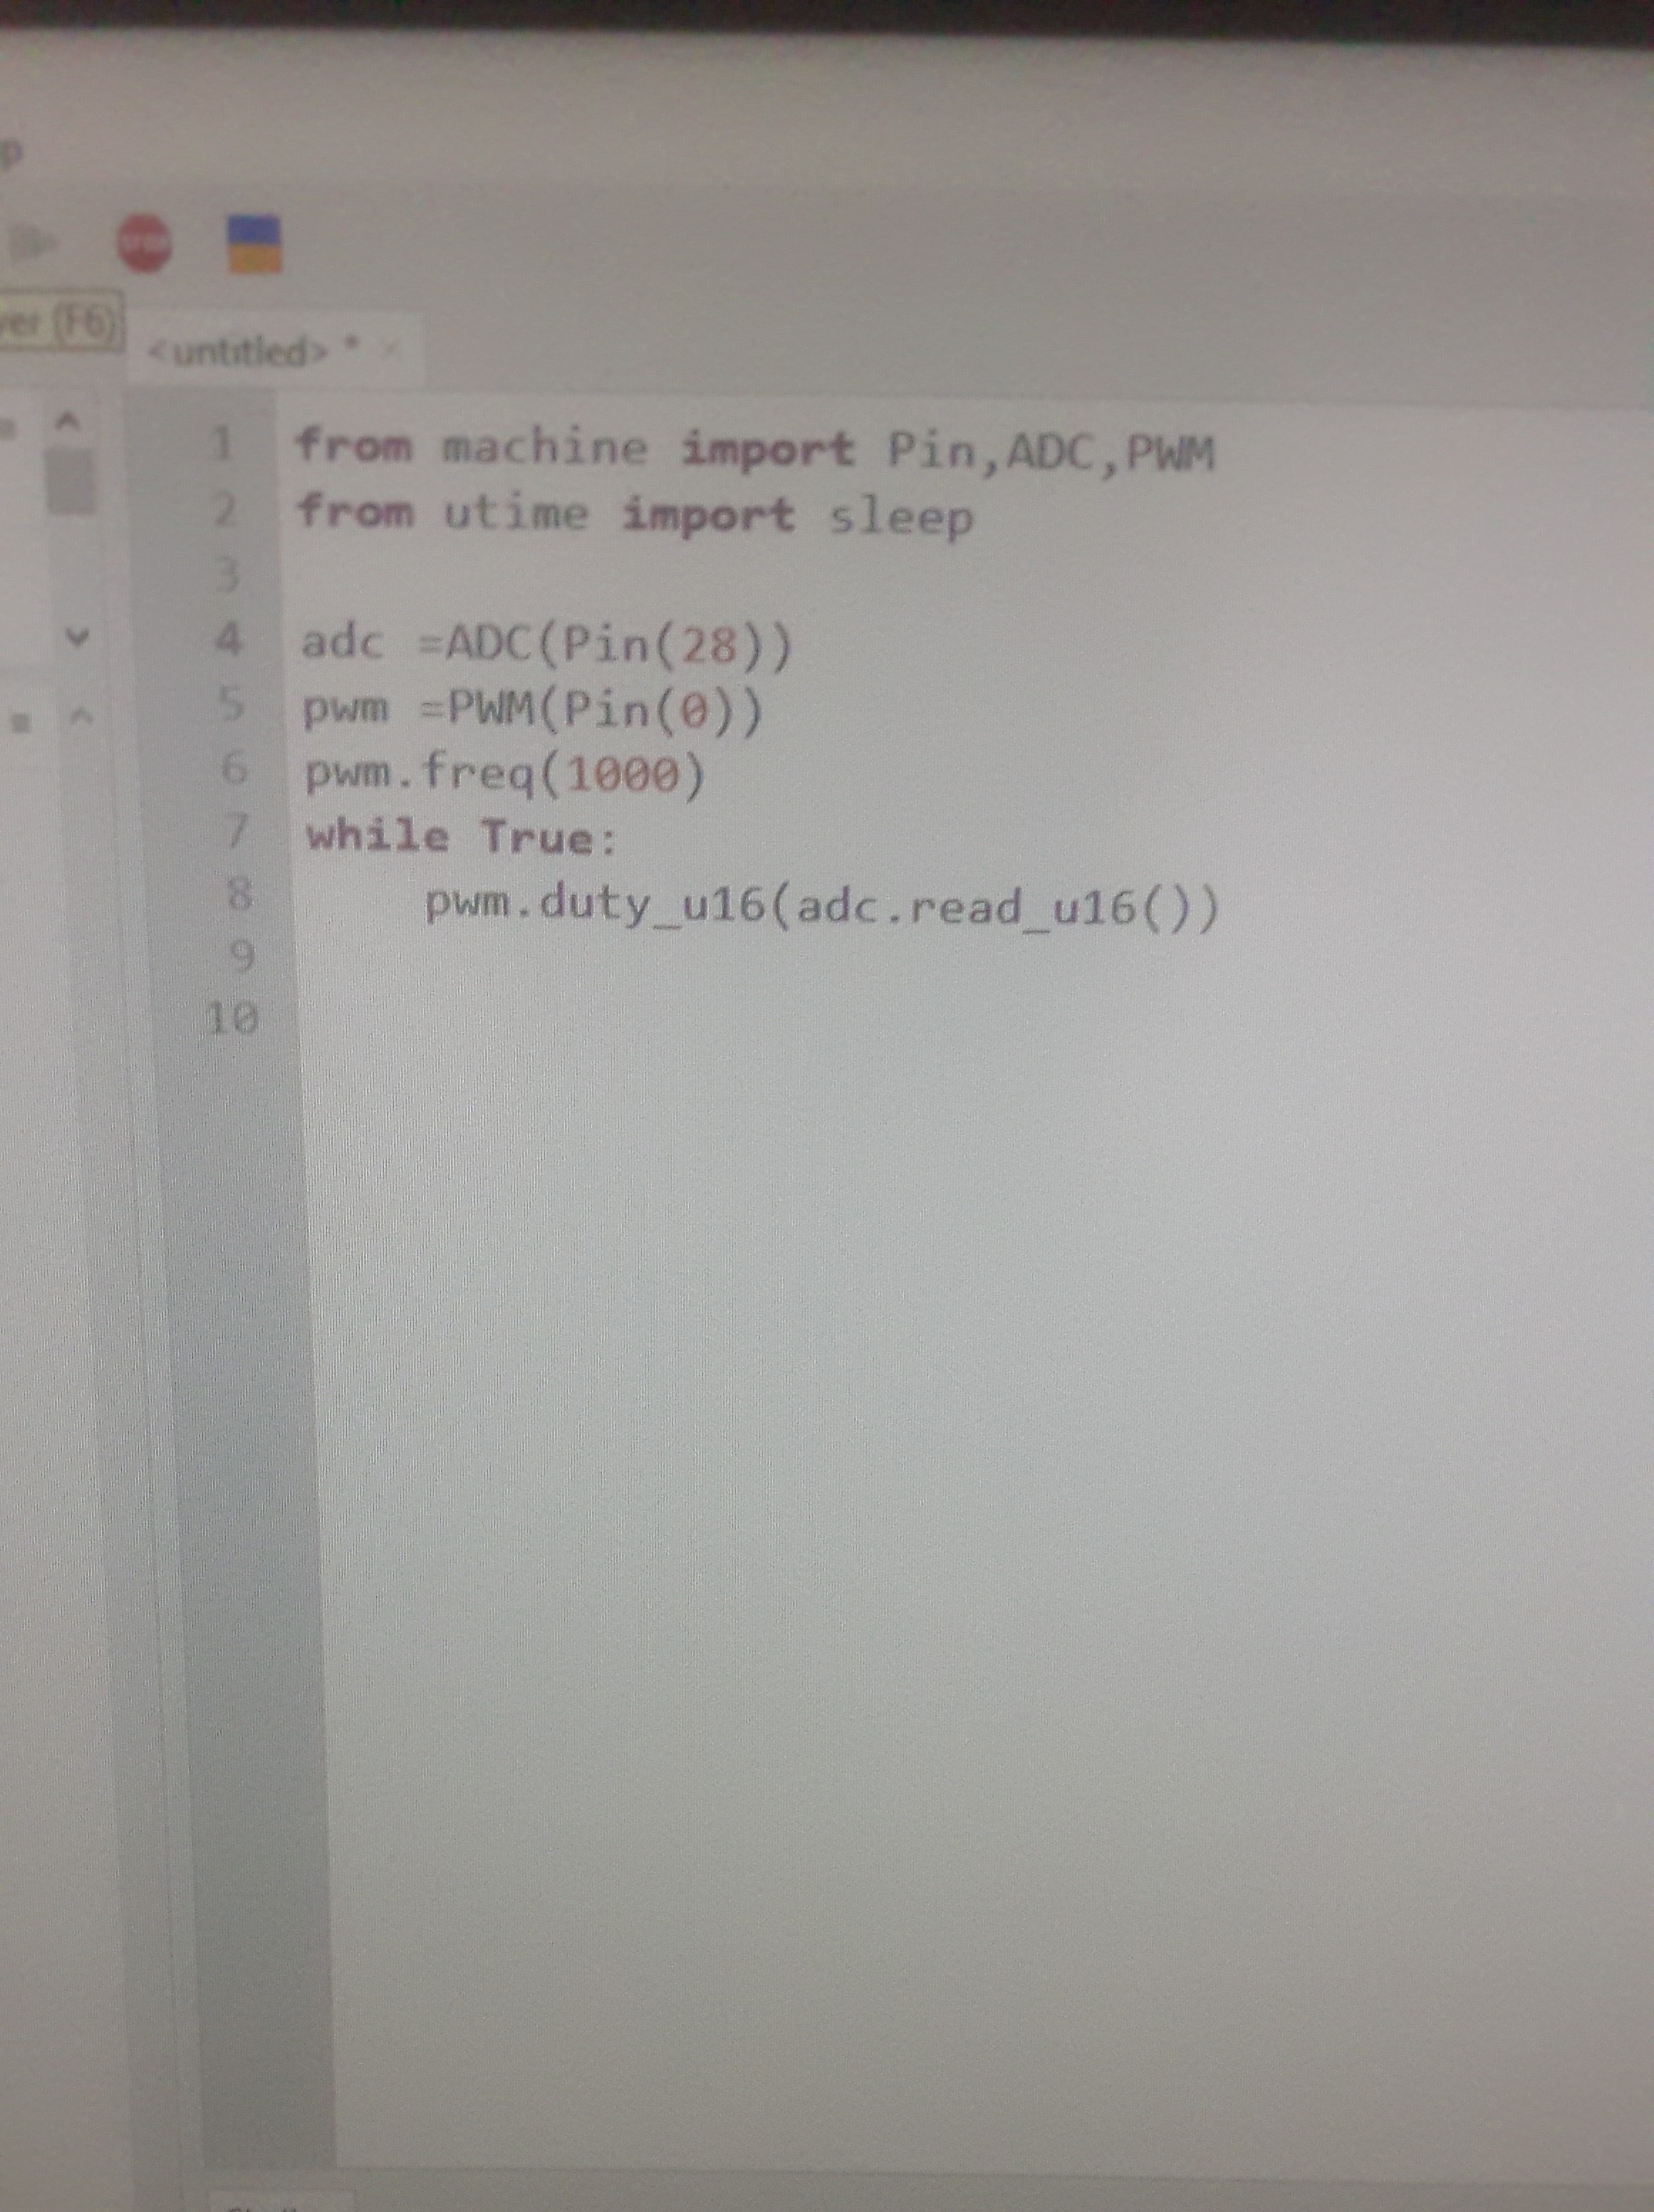 p
STOP
ver (F6)
<untitled> * ×
1 from machine import Pin,ADC,PWM
2 from utime import sleep
3
4 adc =ADC(Pin(28))
5 pwm =PWM(Pin(0))
6 pwm.freq(1000)
7 while True:
8     pwm.duty_u16(adc.read_u16())
9
10